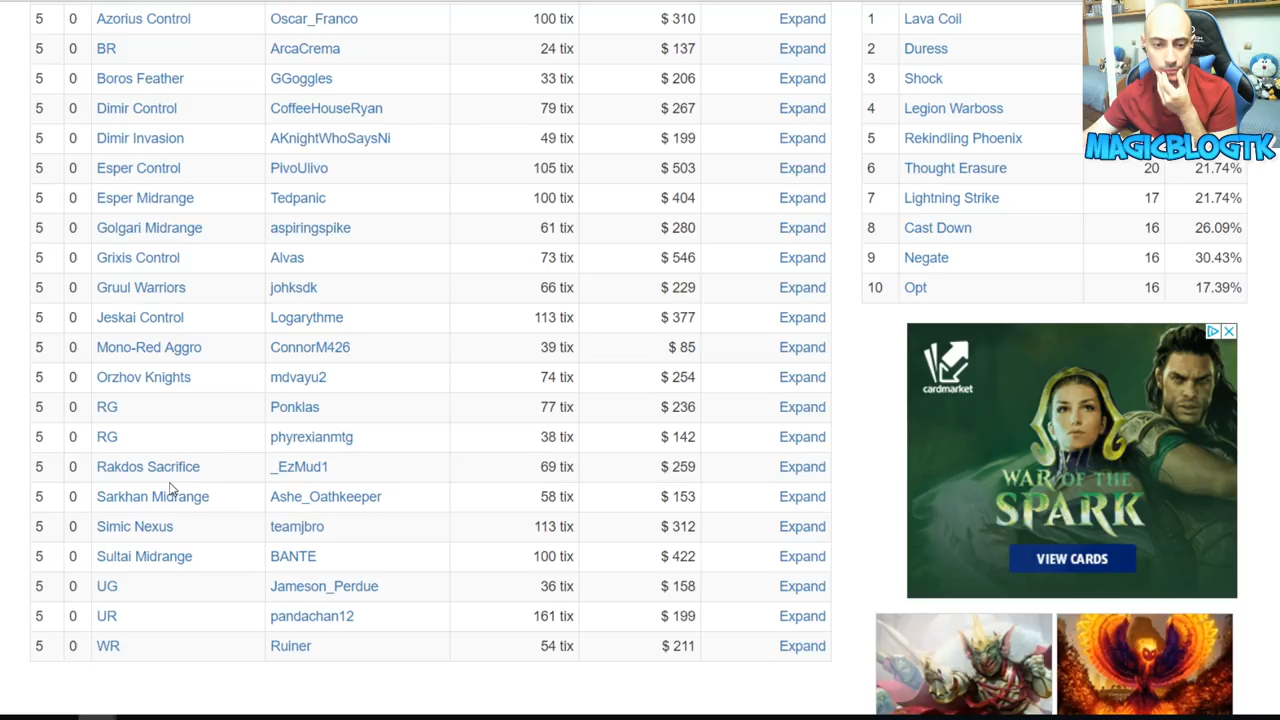 5 0 Azorius Control Oscar_Franco 100 tix $ 310 Expand
5 0 BR ArcaCrema 24 tix $ 137 Expand
5 0 Boros Feather GGoggles 33 tix $ 206 Expand
5 0 Dimir Control CoffeeHouseRyan 79 tix $ 267 Expand
5 0 Dimir Invasion AKnightWhoSaysNi 49 tix $ 199 Expand
5 0 Esper Control PivoUlivo 105 tix $ 503 Expand
5 0 Esper Midrange Tedpanic 100 tix $ 404 Expand
5 0 Golgari Midrange aspiringspike 61 tix $ 280 Expand
5 0 Grixis Control Alvas 73 tix $ 546 Expand
5 0 Gruul Warriors johksdk 66 tix $ 229 Expand
5 0 Jeskai Control Logarythme 113 tix $ 377 Expand
5 0 Mono-Red Aggro ConnorM426 39 tix $ 85 Expand
5 0 Orzhov Knights mdvayu2 74 tix $ 254 Expand
5 0 RG Ponklas 77 tix $ 236 Expand
5 0 RG phyrexianmtg 38 tix $ 142 Expand
5 0 Rakdos Sacrifice _EzMud1 69 tix $ 259 Expand
5 0 Sarkhan Midrange Ashe_Oathkeeper 58 tix $ 153 Expand
5 0 Simic Nexus teamjbro 113 tix $ 312 Expand
5 0 Sultai Midrange BANTE 100 tix $ 422 Expand
5 0 UG Jameson_Perdue 36 tix $ 158 Expand
5 0 UR pandachan12 161 tix $ 199 Expand
5 0 WR Ruiner 54 tix $ 211 Expand
1 Lava Coil
2 Duress
3 Shock
4 Legion Warboss
5 Rekindling Phoenix
MAGICBLOGTK
6 Thought Erasure 20 21.74%
7 Lightning Strike 17 21.74%
8 Cast Down 16 26.09%
9 Negate 16 30.43%
10 Opt 16 17.39%
cardmarket
WAR OF THE
SPARK
VIEW CARDS